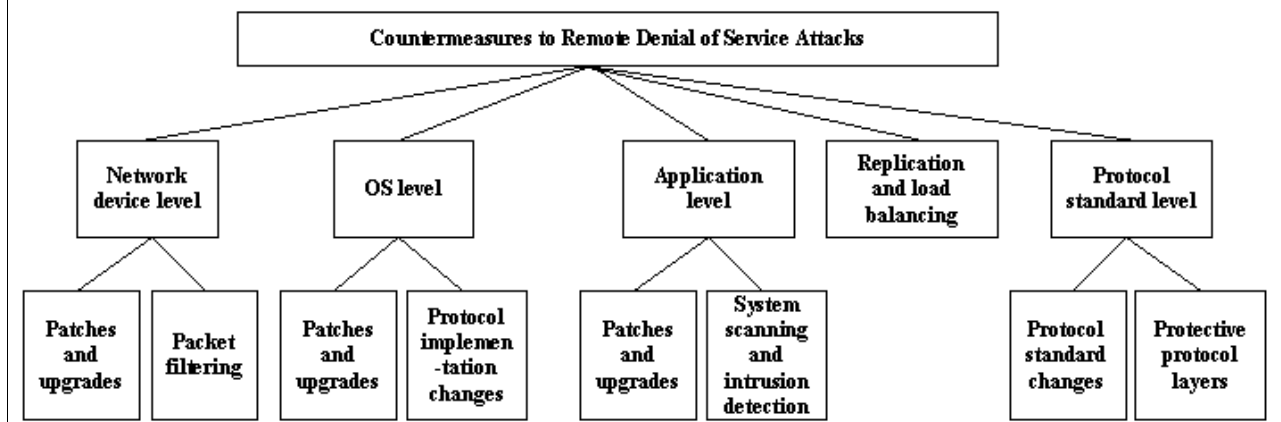 Countermeasures to Remote Denial of Service Attacks
Network
device level
OS level
Application
level
Replication
and load
balancing
Protocol
standard level
Patches
and
upgrades
Packet
filtering
Patches
and
upgrades
Protocol
implemen
-tation
changes
Patches
and
upgrades
System
scanning
and
intrusion
detection
Protocol
standard
changes
Protective
protocol
layers